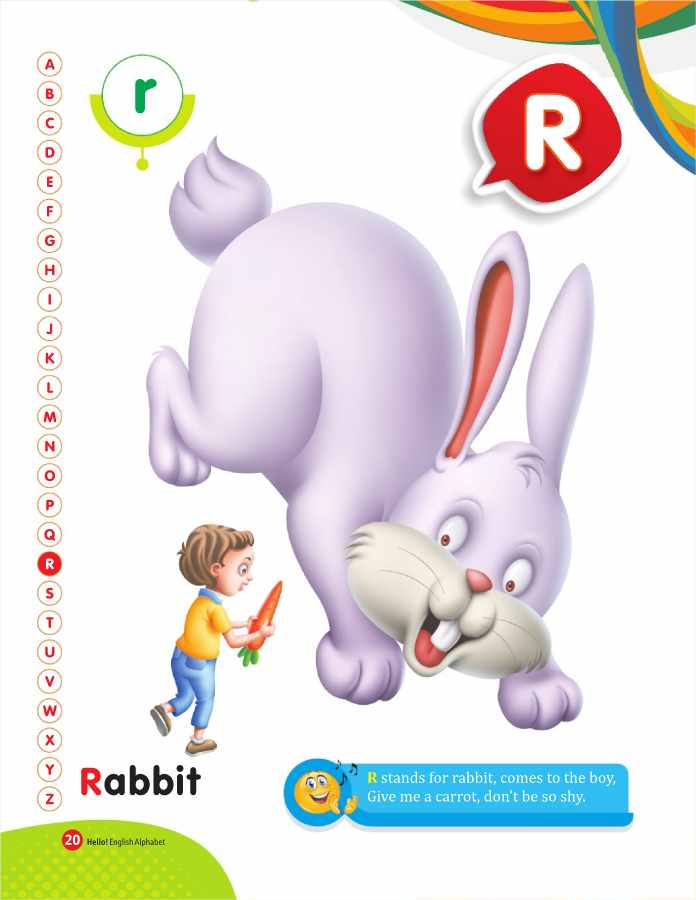 r
R
A
B
C
D
E
F
G
H
I
J
K
L
M
N
O
P
Q
R
S
T
U
V
W
X
Y
Z
Rabbit
R stands for rabbit, comes to the boy,
Give me a carrot, don't be so shy.
20 Hello! English Alphabet